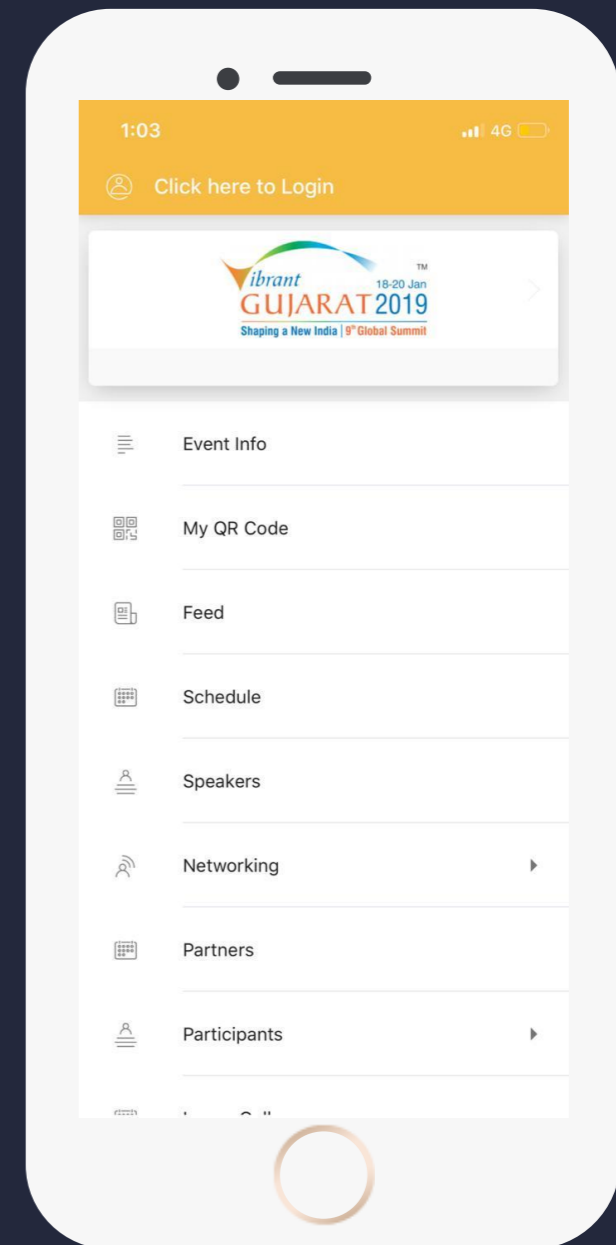 1:03 4G
Click here to Login
Vibrant TM
18-20 Jan
GUJARAT 2019
Shaping a New India | 9th Global Summit
Event Info
My QR Code
Feed
Schedule
Speakers
Networking
Partners
Participants